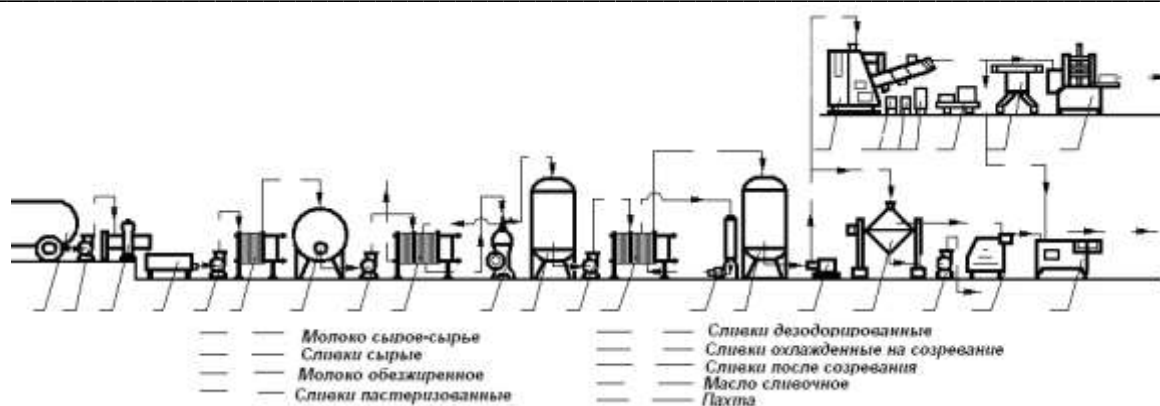 Молоко сырое-сырье
Сливки сырые
Молоко обезжиренное
Сливки пастеризованные
Сливки дезодорированные
Сливки охлажденные на созревание
Сливки после созревания
Масло сливочное
Пахта